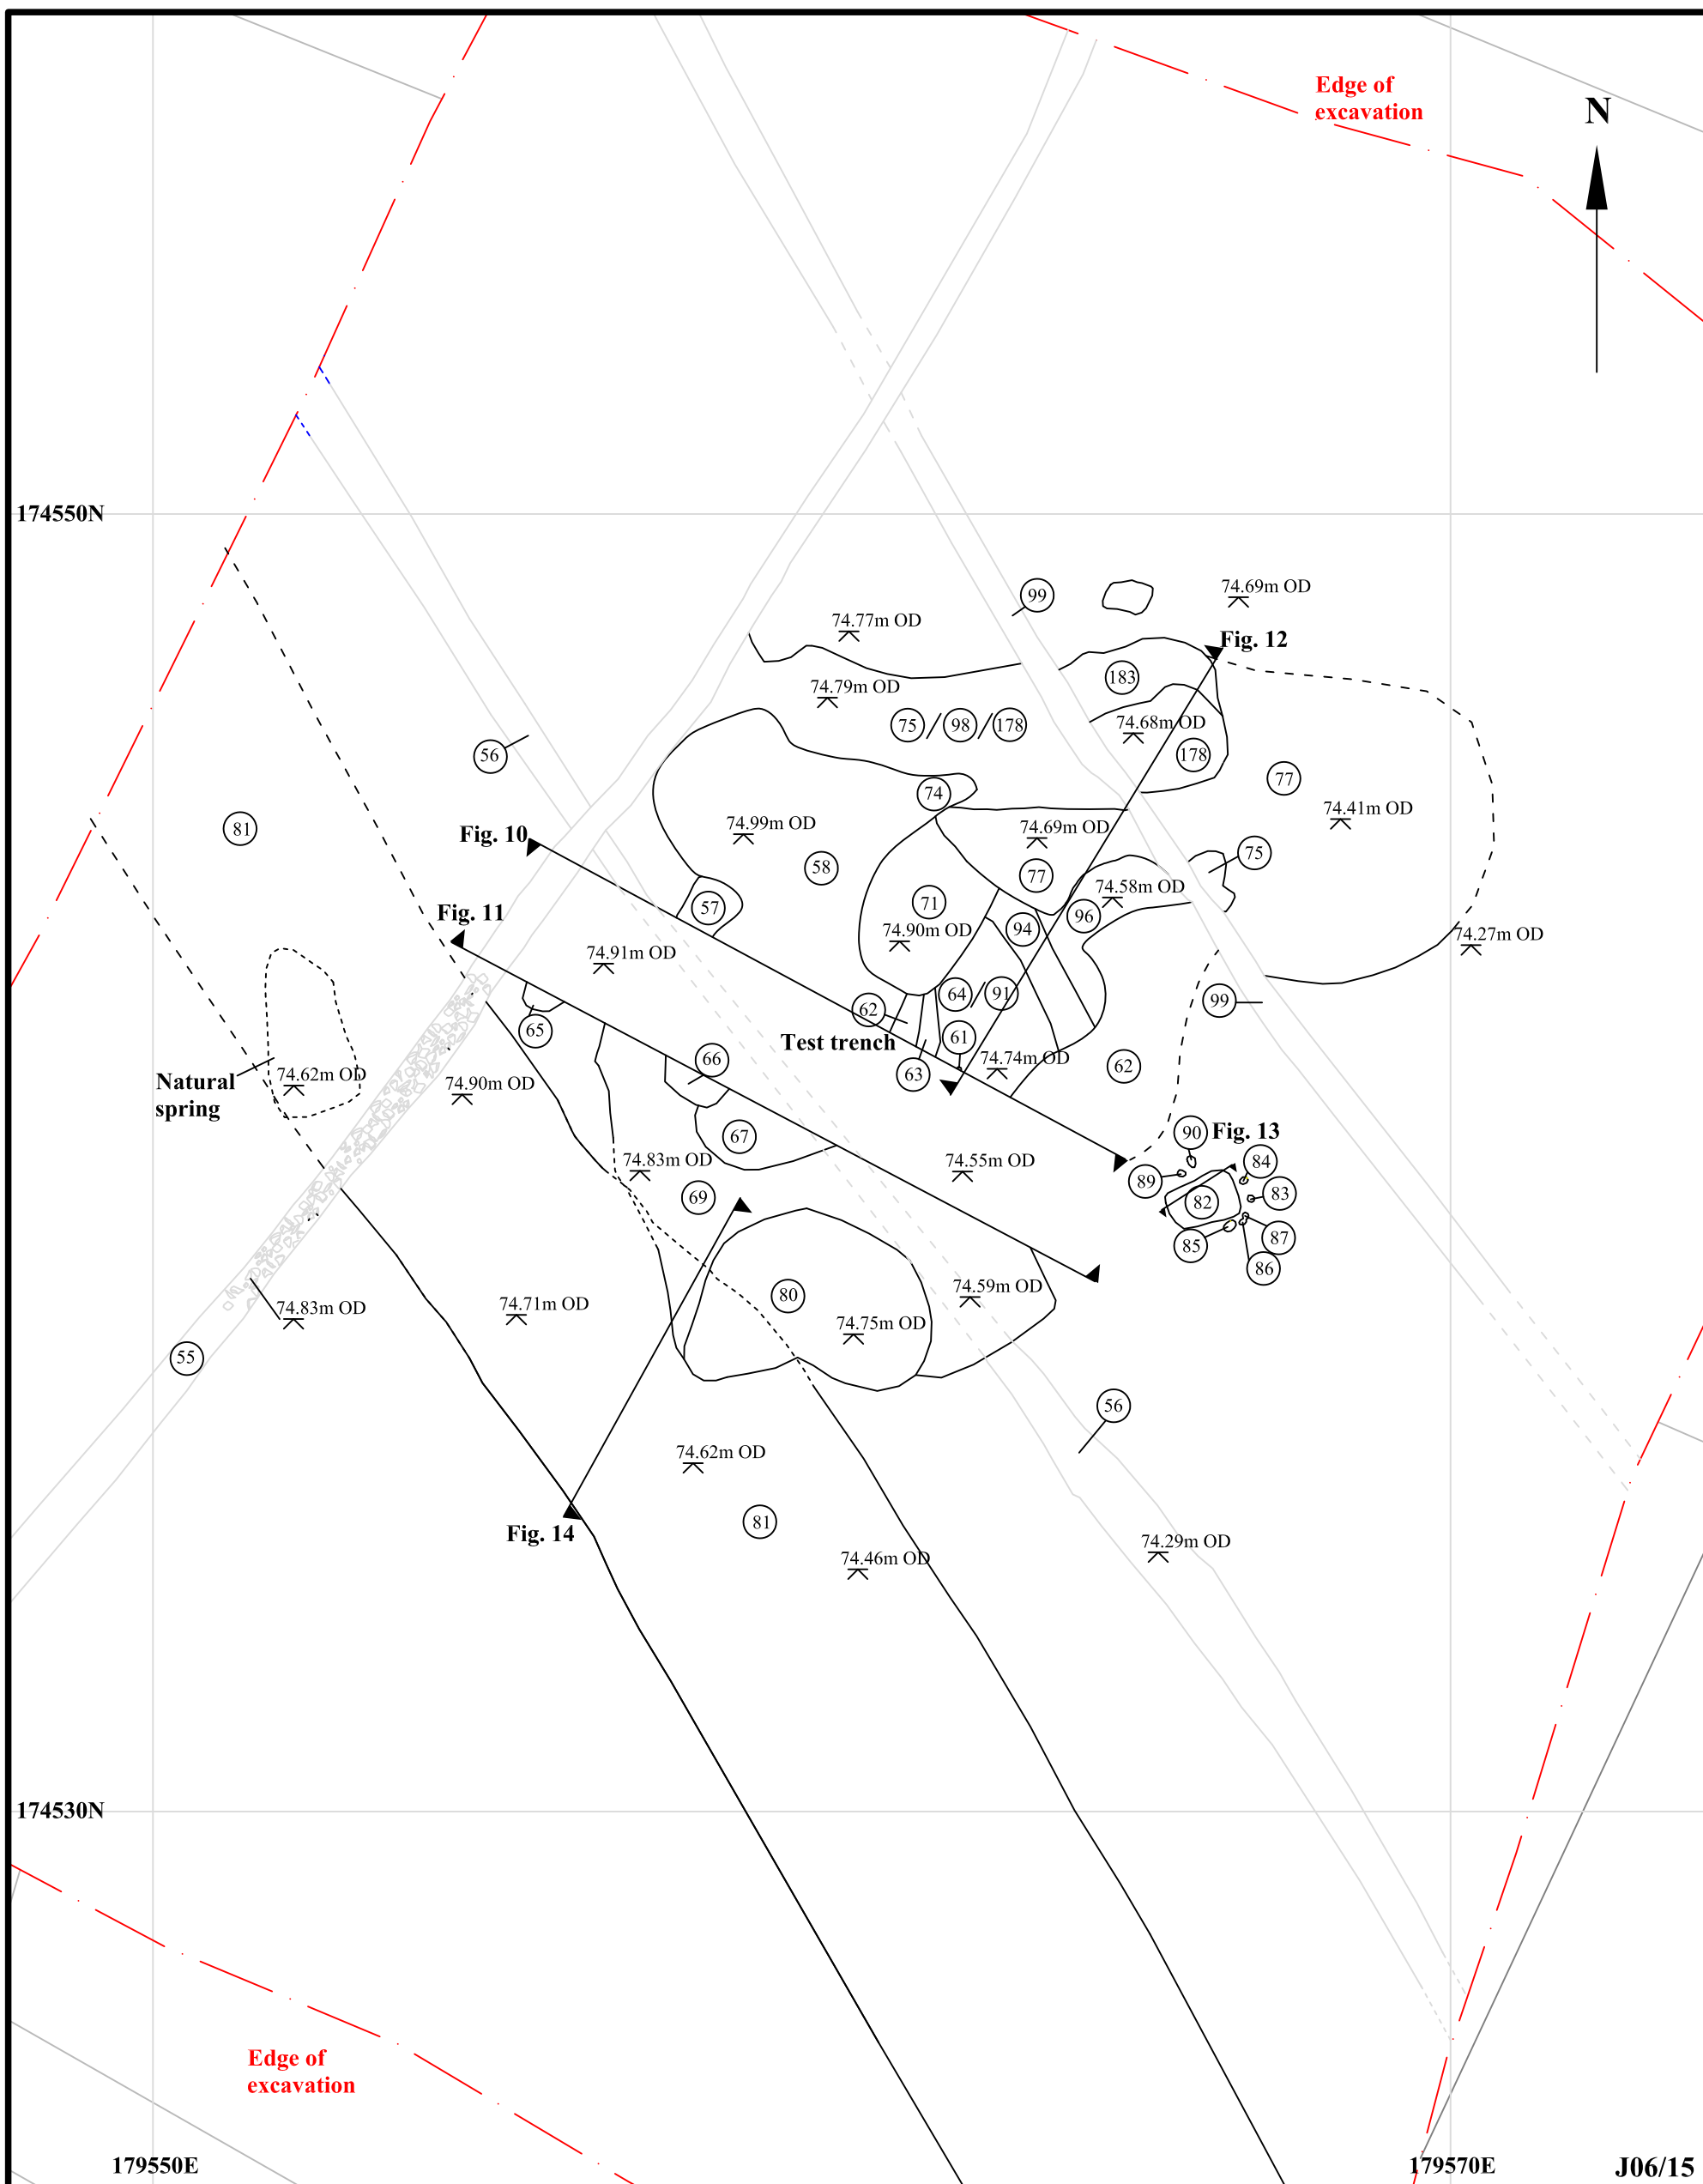 Edge of
excavation
N
174550N
99
74.69m OD
74.77m OD
Fig. 12
183
74.79m OD
75 / 98 / 178
74.68m OD
56
178
77
74
74.41m OD
81
Fig. 10
74.99m OD
74.69m OD
75
58
77
74.58m OD
57
71
96
Fig. 11
94
74.90m OD
74.27m OD
74.91m OD
64 / 91
99
62
65
61
Test trench
66
74.74m OD
62
63
Natural
spring
74.62m OD
74.90m OD
90
Fig. 13
67
84
74.83m OD
74.55m OD
89
83
69
82
87
85
86
74.59m OD
80
74.83m OD
74.71m OD
74.75m OD
55
56
74.62m OD
81
Fig. 14
74.29m OD
74.46m OD
174530N
Edge of
excavation
179550E
179570E
J06/15